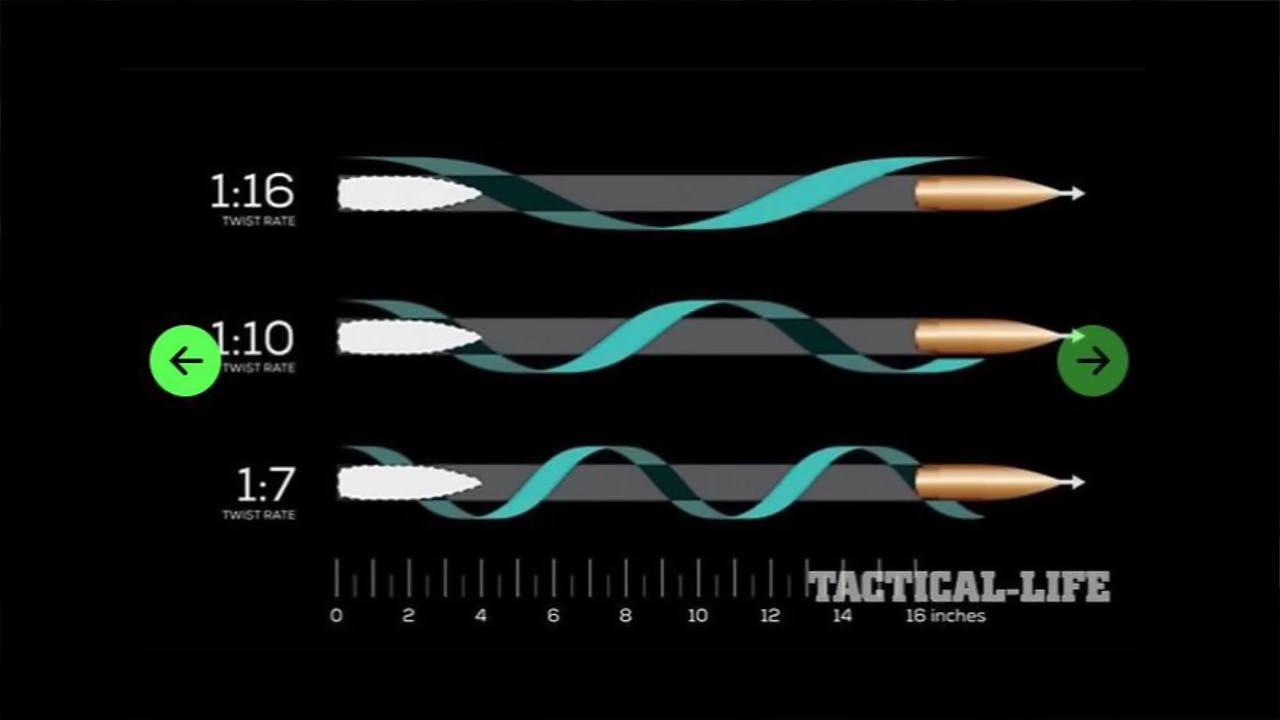 1:16
TWIST RATE
1:10
TWIST RATE
1:7
TWIST RATE
TACTICAL-LIFE
0 2 4 6 8 10 12 14 16 inches